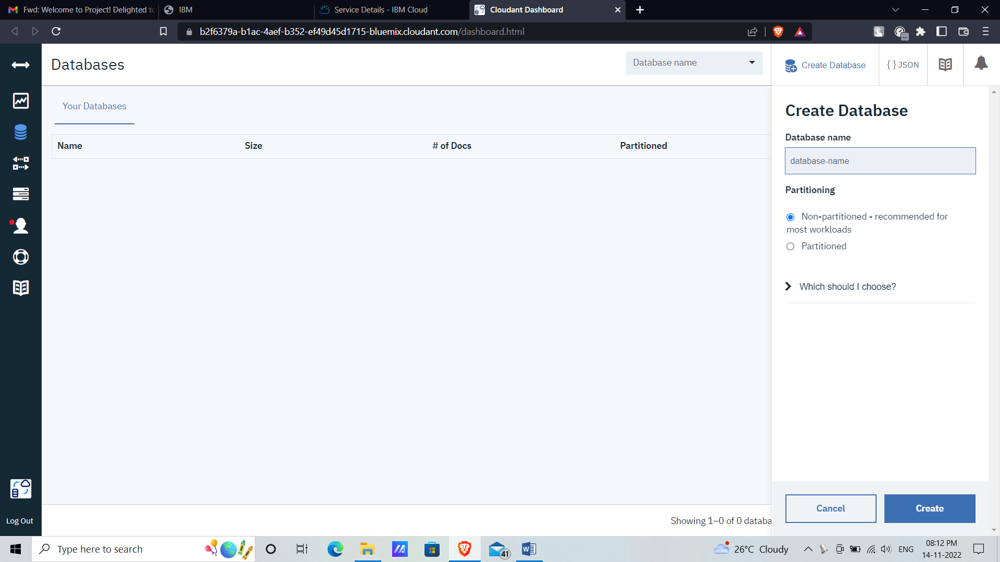 Fwd: Welcome to Project! Delighted to
IBM
Service Details - IBM Cloud
Cloudant Dashboard
b2f6379a-b1ac-4aef-b352-ef49d45d1715-bluemix.cloudant.com/dashboard.html
Databases
Database name
Create Database
{ } JSON
Your Databases
Name Size # of Docs Partitioned
Create Database
Database name
database-name
Partitioning
Non-partitioned - recommended for
most workloads
Partitioned
Which should I choose?
Cancel
Create
Log Out
Showing 1–0 of 0 databa
Type here to search
41
26°C Cloudy
ENG
08:12 PM
14-11-2022